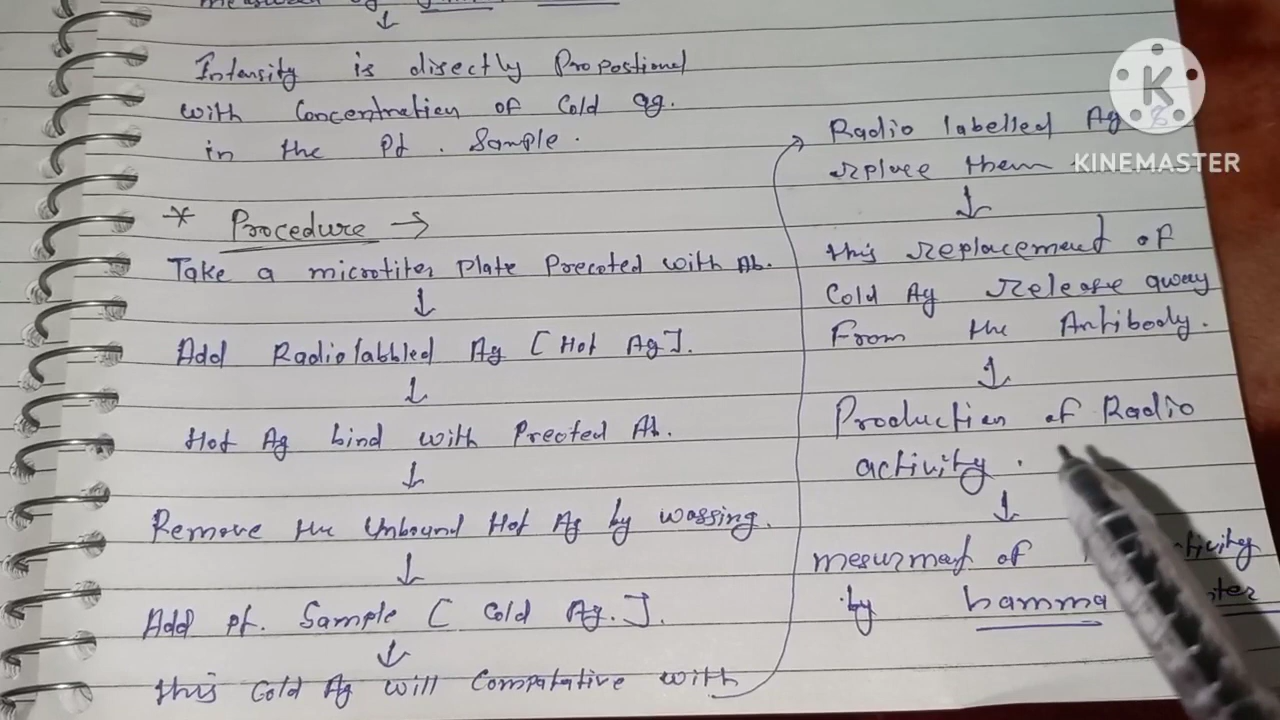 Intensity is directly Propostional
with Concentration of Cold ag.
in the Pt. Sample.
* Procedure →
Take a microtiter Plate Precoted with Ab.
↓
Add Radiolabbled Ag [Hot Ag].
↓
Hot Ag bind with Precoted Ab.
↓
Remove the Unbound Hot Ag by wassing.
↓
Add pt. Sample [Cold Ag.].
↓
this Cold Ag will Compatative with
Radio labelled Ag &
replace them
↓
this replacement of
Cold Ag release away
From the Antibody.
↓
Production of Radio
activity.
↓
mesurment of
by hamma
K
KINEMASTER